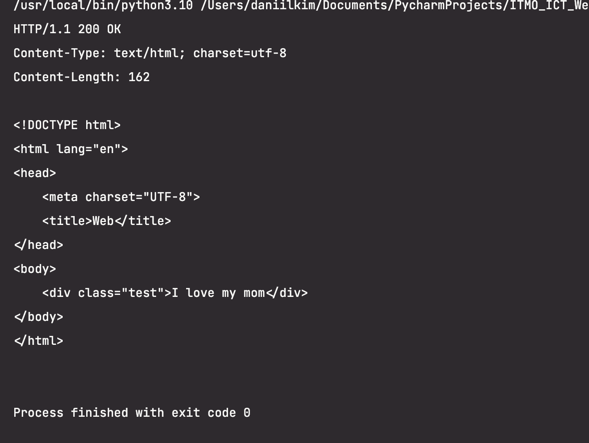 /usr/local/bin/python3.10 /Users/daniilkim/Documents/PycharmProjects/ITMO_ICT_We
HTTP/1.1 200 OK
Content-Type: text/html; charset=utf-8
Content-Length: 162
<!DOCTYPE html>
<html lang="en">
<head>
    <meta charset="UTF-8">
    <title>Web</title>
</head>
<body>
    <div class="test">I love my mom</div>
</body>
</html>
Process finished with exit code 0